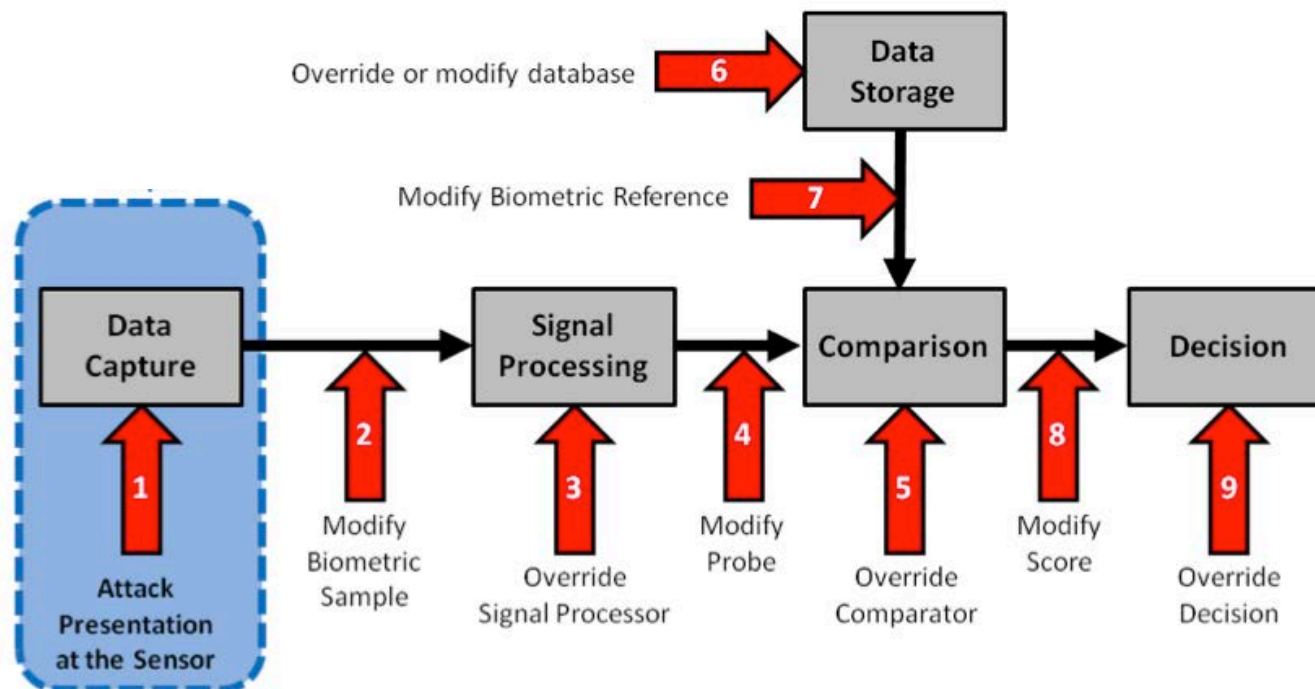 Override or modify database
6
Data
Storage
Modify Biometric Reference
7
Data
Capture
Signal
Processing
Comparison
Decision
1
2
3
4
5
8
9
Attack
Presentation
at the Sensor
Modify
Biometric
Sample
Override
Signal Processor
Modify
Probe
Override
Comparator
Modify
Score
Override
Decision